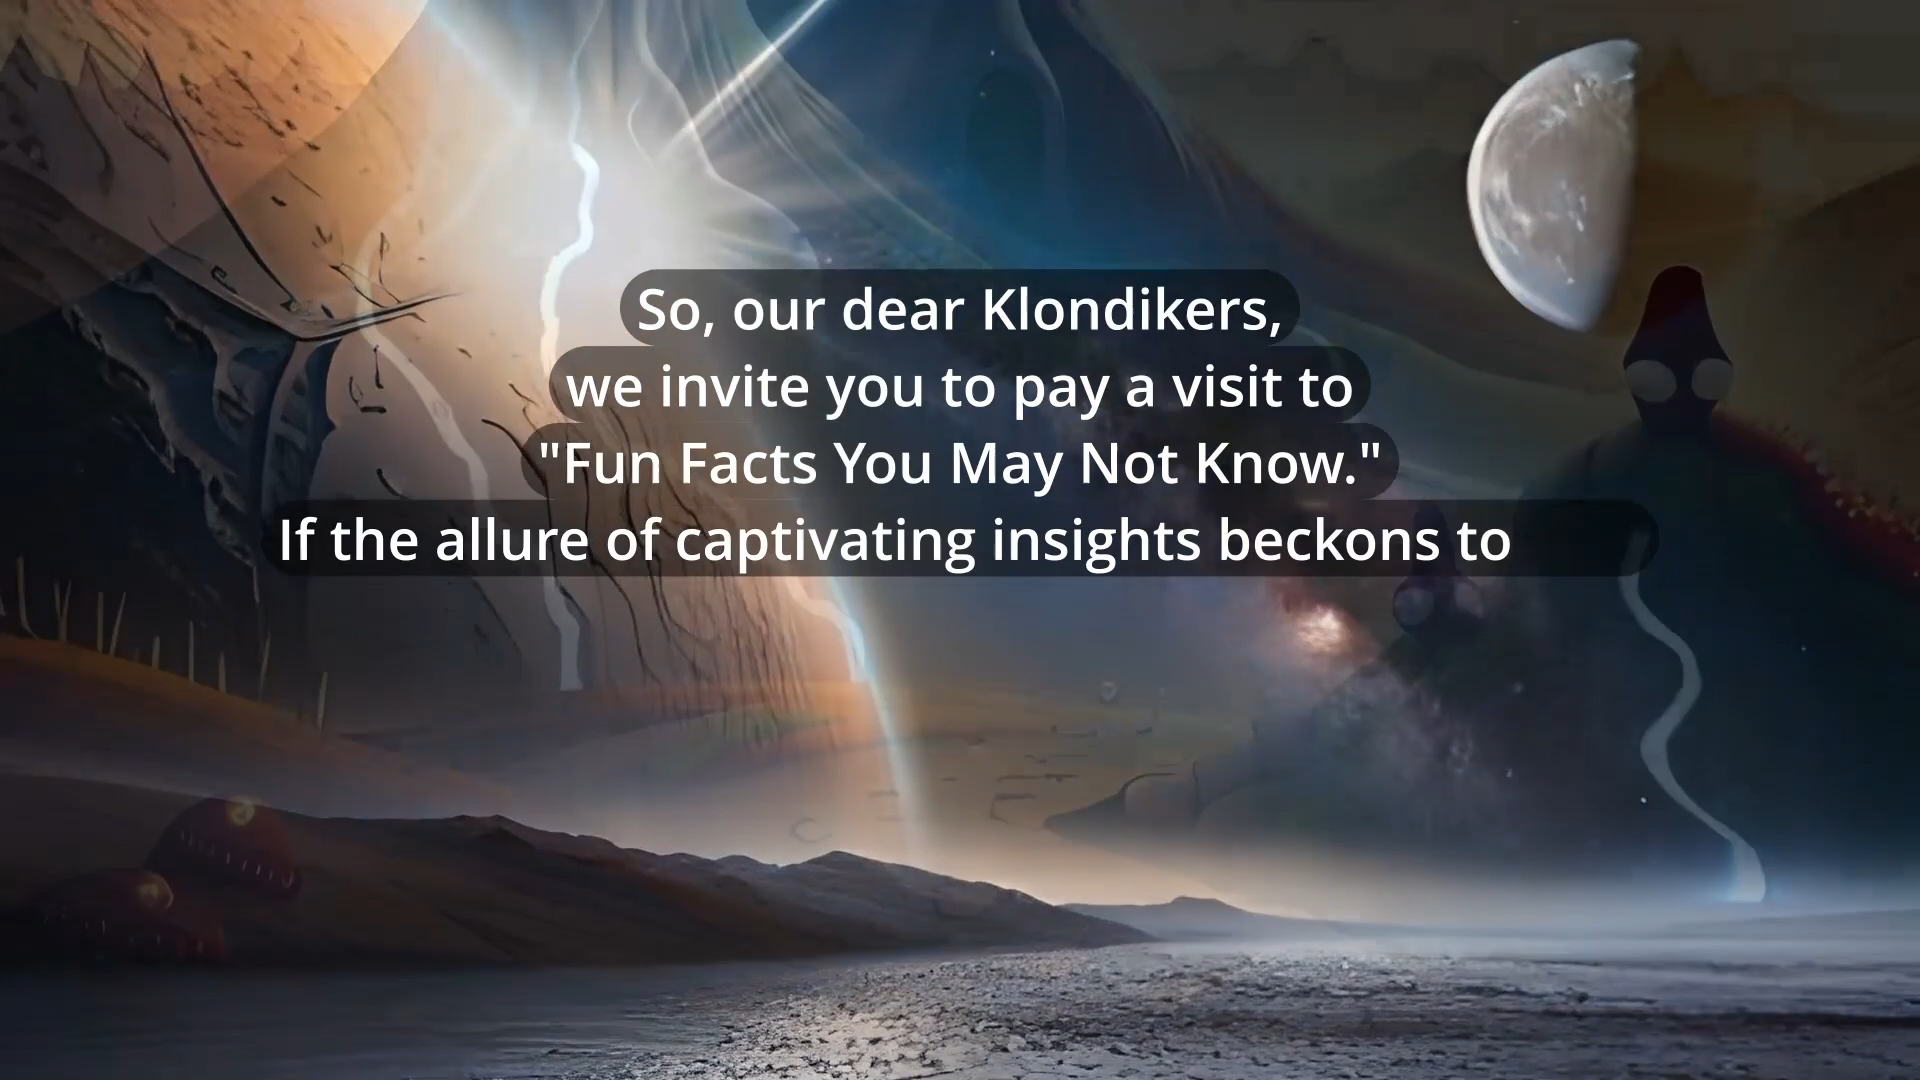 So, our dear Klondikers,
we invite you to pay a visit to
"Fun Facts You May Not Know."
If the allure of captivating insights beckons to